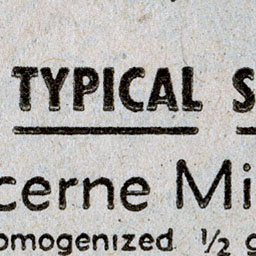 TYPICAL S
cerne Mi
omogenized. ½ g